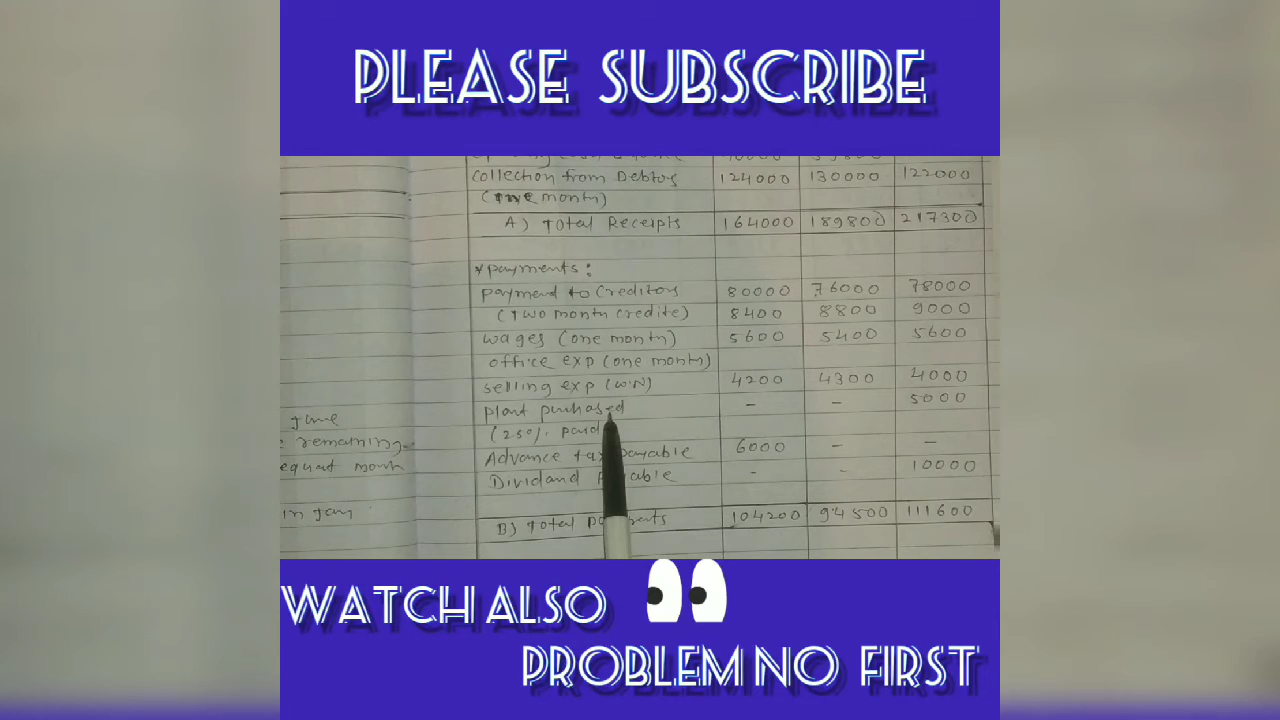 PLEASE SUBSCRIBE
Collection from Debtors 124000 130000 122000
month)
A) Total Receipts 164000 189800 217300
*payments:
payment to Creditors 80000 76000 78000
(Two month credite) 8400 8800 9000
wages (one month) 5600 5400 5600
office exp (one month)
selling exp (W.N) 4200 4300 4000
plant purchased - - 5000
June (25%. paid
remaining Advance tax payable 6000 - -
equal month Dividand - - 10000
in Jan
B) Total 104200 94500 111600
WATCH ALSO
PROBLEM NO FIRST